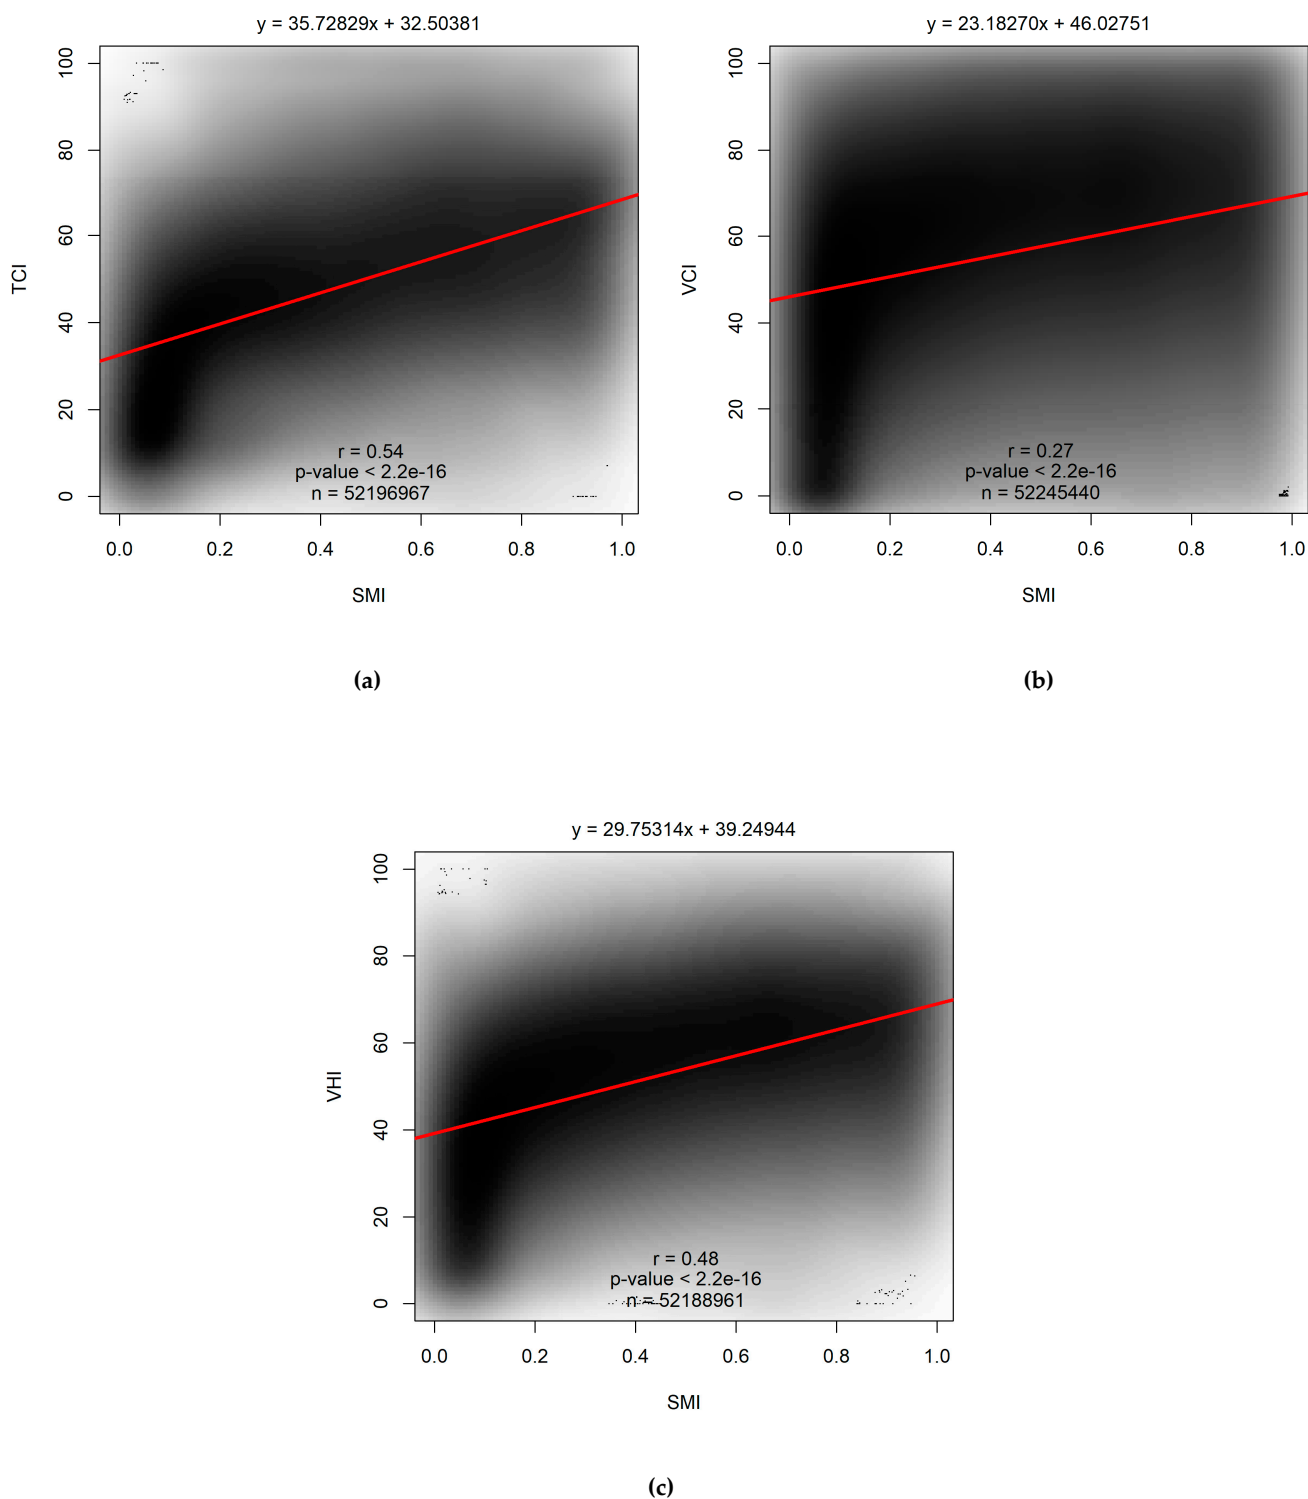 y = 35.72829x + 32.50381
TCI
100
80
60
40
20
0
r = 0.54
p-value < 2.2e-16
n = 52196967
0.0 0.2 0.4 0.6 0.8 1.0
SMI
(a)
y = 23.18270x + 46.02751
VCI
100
80
60
40
20
0
r = 0.27
p-value < 2.2e-16
n = 52245440
0.0 0.2 0.4 0.6 0.8 1.0
SMI
(b)
y = 29.75314x + 39.24944
VHI
100
80
60
40
20
0
r = 0.48
p-value < 2.2e-16
n = 52188961
0.0 0.2 0.4 0.6 0.8 1.0
SMI
(c)